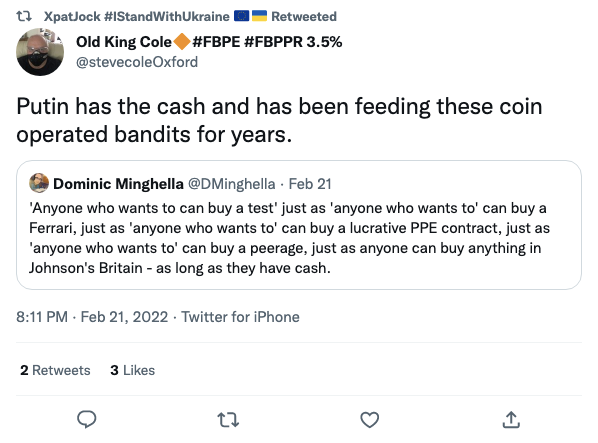 XpatJock #IStandWithUkraine 🇪🇺🇺🇦 Retweeted
Old King Cole🔶#FBPE #FBPPR 3.5%
@stevecoleOxford
Putin has the cash and has been feeding these coin
operated bandits for years.
Dominic Minghella @DMinghella · Feb 21
'Anyone who wants to can buy a test' just as 'anyone who wants to' can buy a
Ferrari, just as 'anyone who wants to' can buy a lucrative PPE contract, just as
'anyone who wants to' can buy a peerage, just as anyone can buy anything in
Johnson's Britain - as long as they have cash.
8:11 PM · Feb 21, 2022 · Twitter for iPhone
2 Retweets 3 Likes